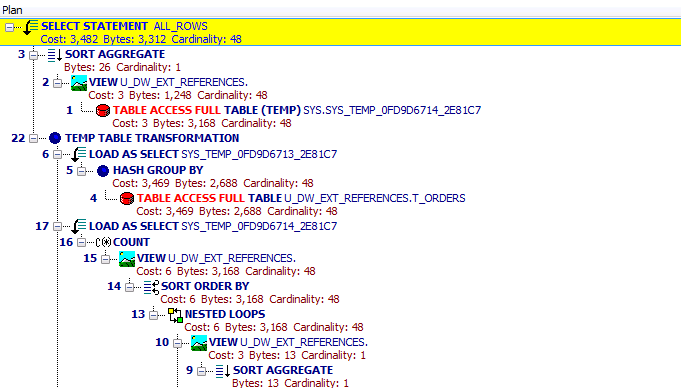 Plan
SELECT STATEMENT ALL_ROWS
Cost: 3,482 Bytes: 3,312 Cardinality: 48
3 SORT AGGREGATE
Bytes: 26 Cardinality: 1
2 VIEW U_DW_EXT_REFERENCES.
Cost: 3 Bytes: 1,248 Cardinality: 48
1 TABLE ACCESS FULL TABLE (TEMP) SYS.SYS_TEMP_0FD9D6714_2E81C7
Cost: 3 Bytes: 3,168 Cardinality: 48
22 TEMP TABLE TRANSFORMATION
6 LOAD AS SELECT SYS_TEMP_0FD9D6713_2E81C7
5 HASH GROUP BY
Cost: 3,469 Bytes: 2,688 Cardinality: 48
4 TABLE ACCESS FULL TABLE U_DW_EXT_REFERENCES.T_ORDERS
Cost: 3,469 Bytes: 2,688 Cardinality: 48
17 LOAD AS SELECT SYS_TEMP_0FD9D6714_2E81C7
16 C(*) COUNT
15 VIEW U_DW_EXT_REFERENCES.
Cost: 6 Bytes: 3,168 Cardinality: 48
14 SORT ORDER BY
Cost: 6 Bytes: 3,168 Cardinality: 48
13 NESTED LOOPS
Cost: 6 Bytes: 3,168 Cardinality: 48
10 VIEW U_DW_EXT_REFERENCES.
Cost: 3 Bytes: 13 Cardinality: 1
9 SORT AGGREGATE
Bytes: 13 Cardinality: 1